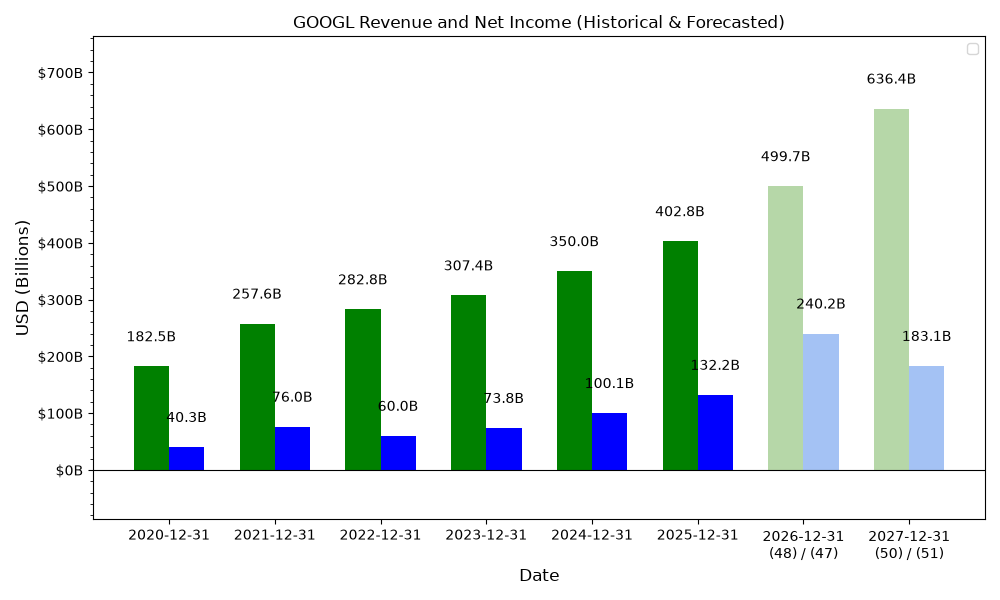 GOOGL Revenue and Net Income (Historical & Forecasted)
USD (Billions)
$700B
$600B
$500B
$400B
$300B
$200B
$100B
$0B
182.5B
40.3B
257.6B
76.0B
282.8B
60.0B
307.4B
73.8B
350.0B
100.1B
402.8B
132.2B
499.7B
240.2B
636.4B
183.1B
2020-12-31
2021-12-31
2022-12-31
2023-12-31
2024-12-31
2025-12-31
2026-12-31
(48) / (47)
2027-12-31
(50) / (51)
Date